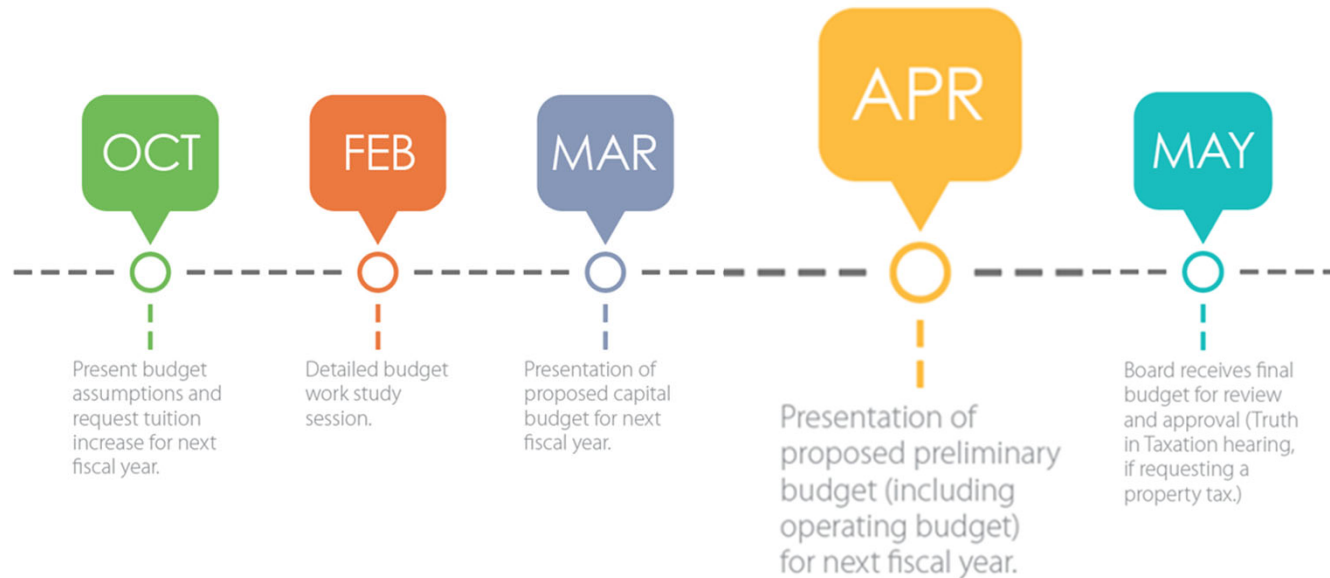 OCT
Present budget
assumptions and
request tuition
increase for next
fiscal year.
FEB
Detailed budget
work study
session.
MAR
Presentation of
proposed capital
budget for next
fiscal year.
APR
Presentation of
proposed preliminary
budget (including
operating budget)
for next fiscal year.
MAY
Board receives final
budget for review
and approval (Truth
in Taxation hearing,
if requesting a
property tax.)